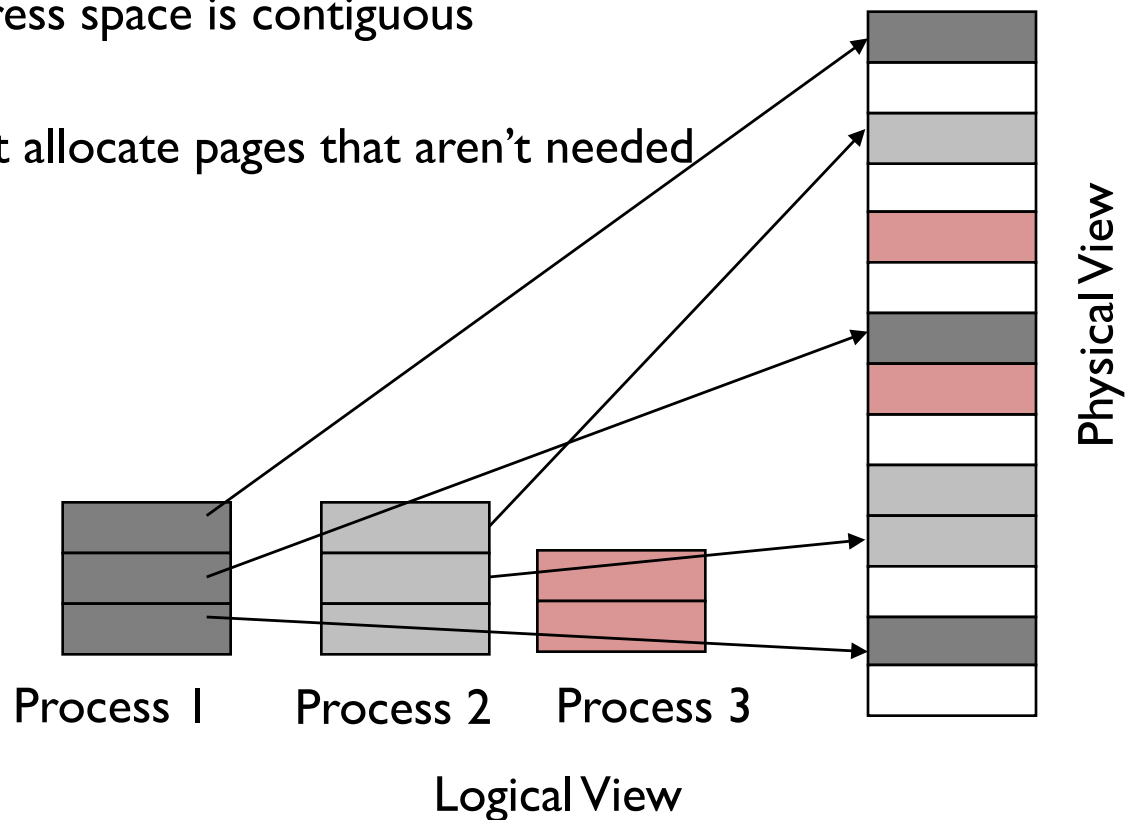 ress space is contiguous
t allocate pages that aren't needed
Physical View
Process 1
Process 2
Process 3
Logical View